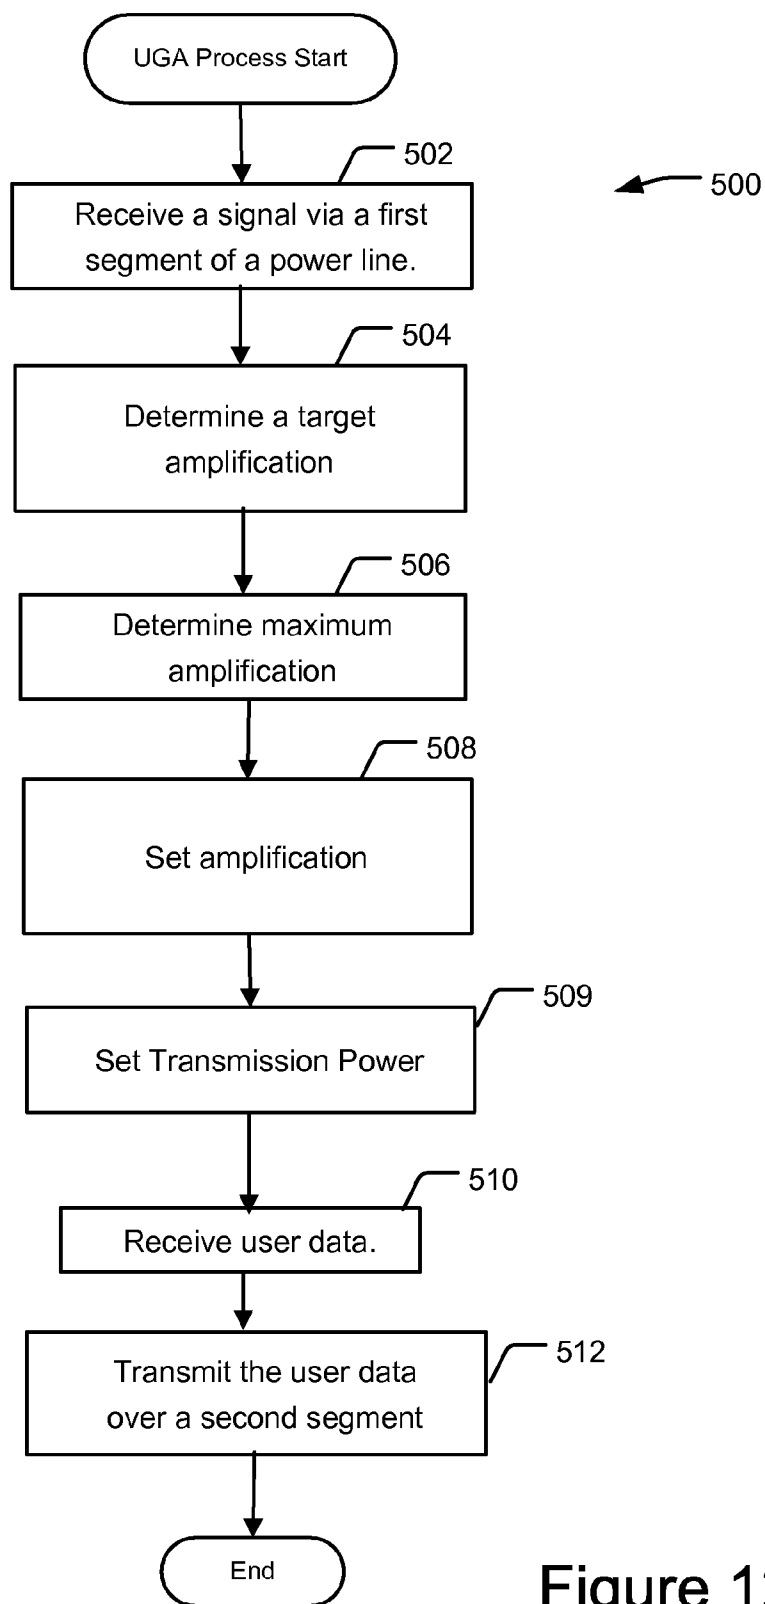 UGA Process Start
502
500
Receive a signal via a first
segment of a power line.
504
Determine a target
amplification
506
Determine maximum
amplification
508
Set amplification
509
Set Transmission Power
510
Receive user data.
512
Transmit the user data
over a second segment
End
Figure